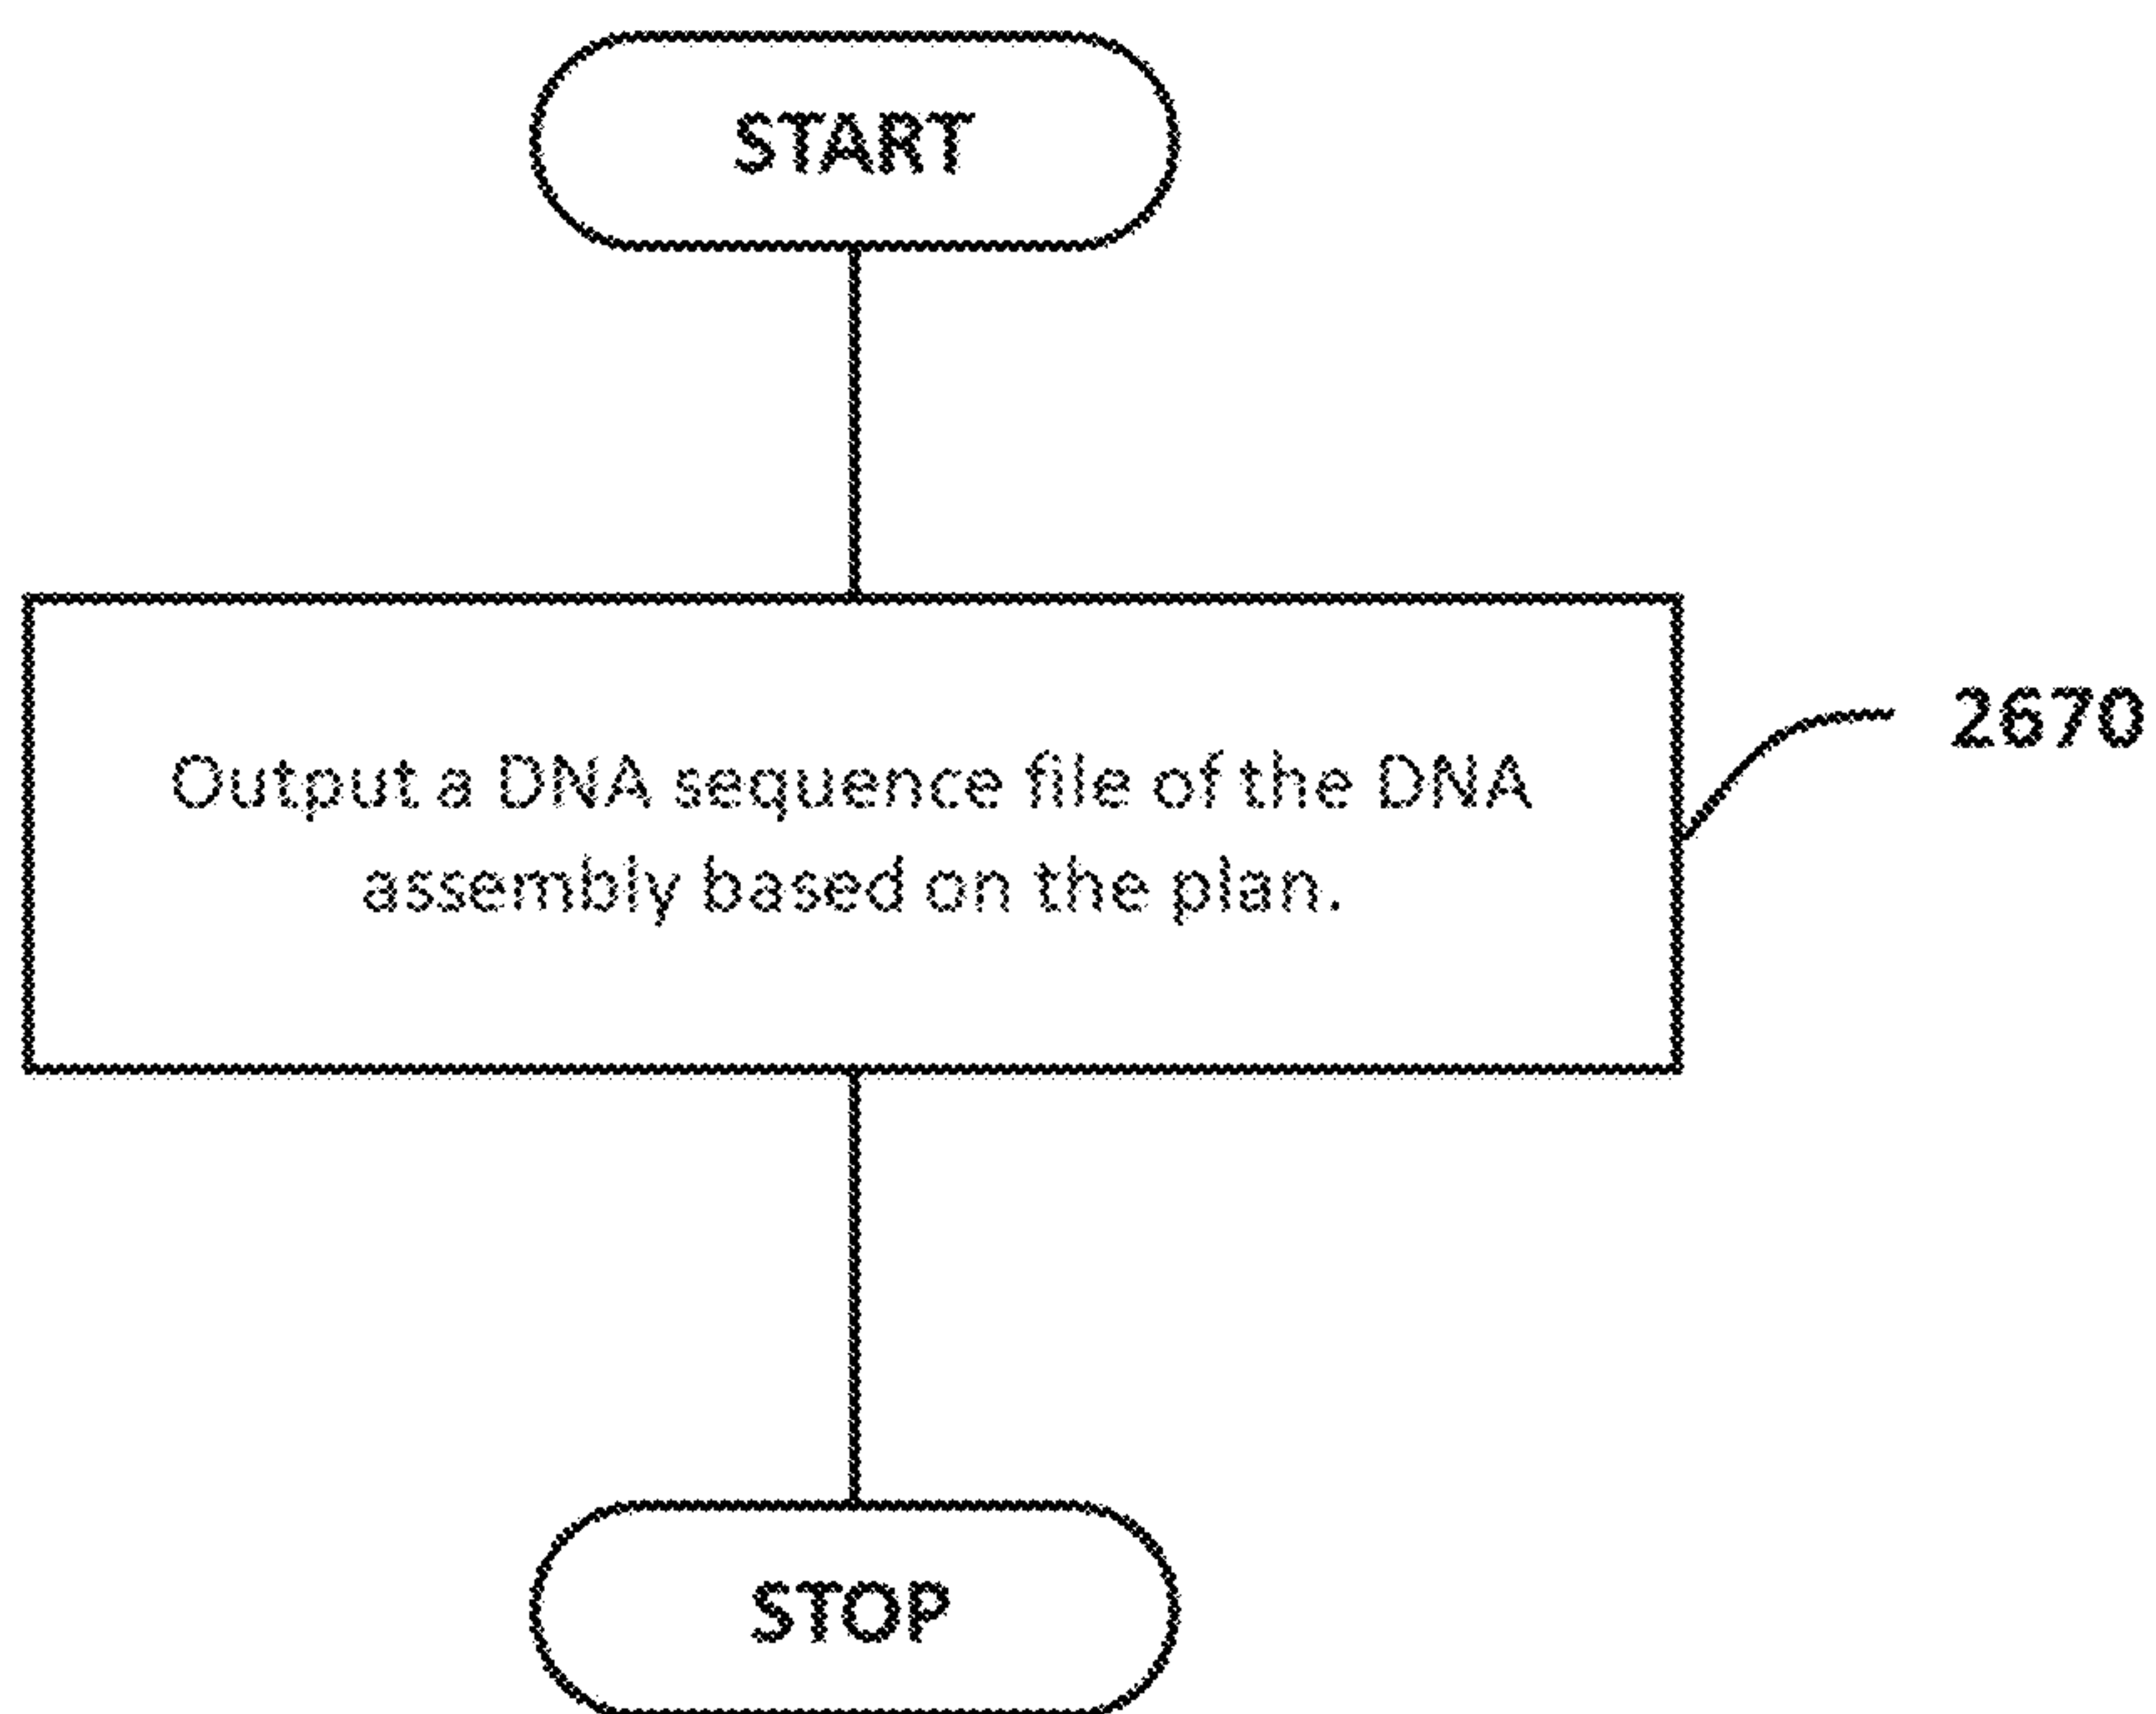 START
2670
Output a DNA sequence file of the DNA
assembly based on the plan.
STOP